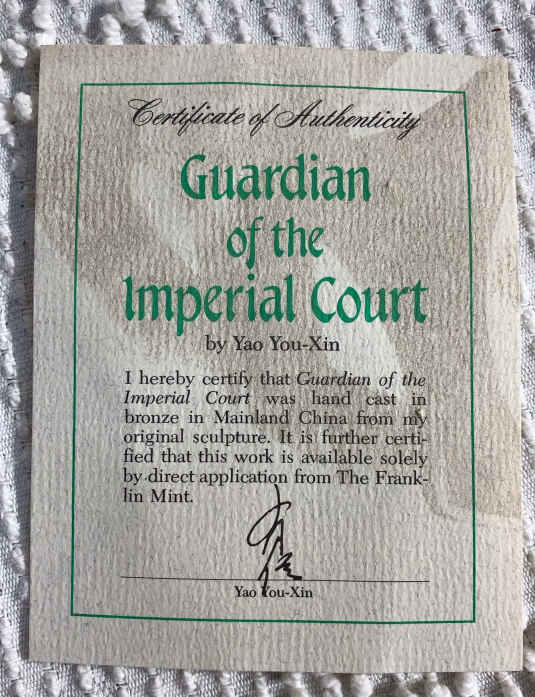 Certificate of Authenticity
Guardian
of the
Imperial Court
by Yao You-Xin
I hereby certify that Guardian of the
Imperial Court was hand cast in
bronze in Mainland China from my
original sculpture. It is further certi-
fied that this work is available solely
by direct application from The Frank-
lin Mint.
Yao You-Xin